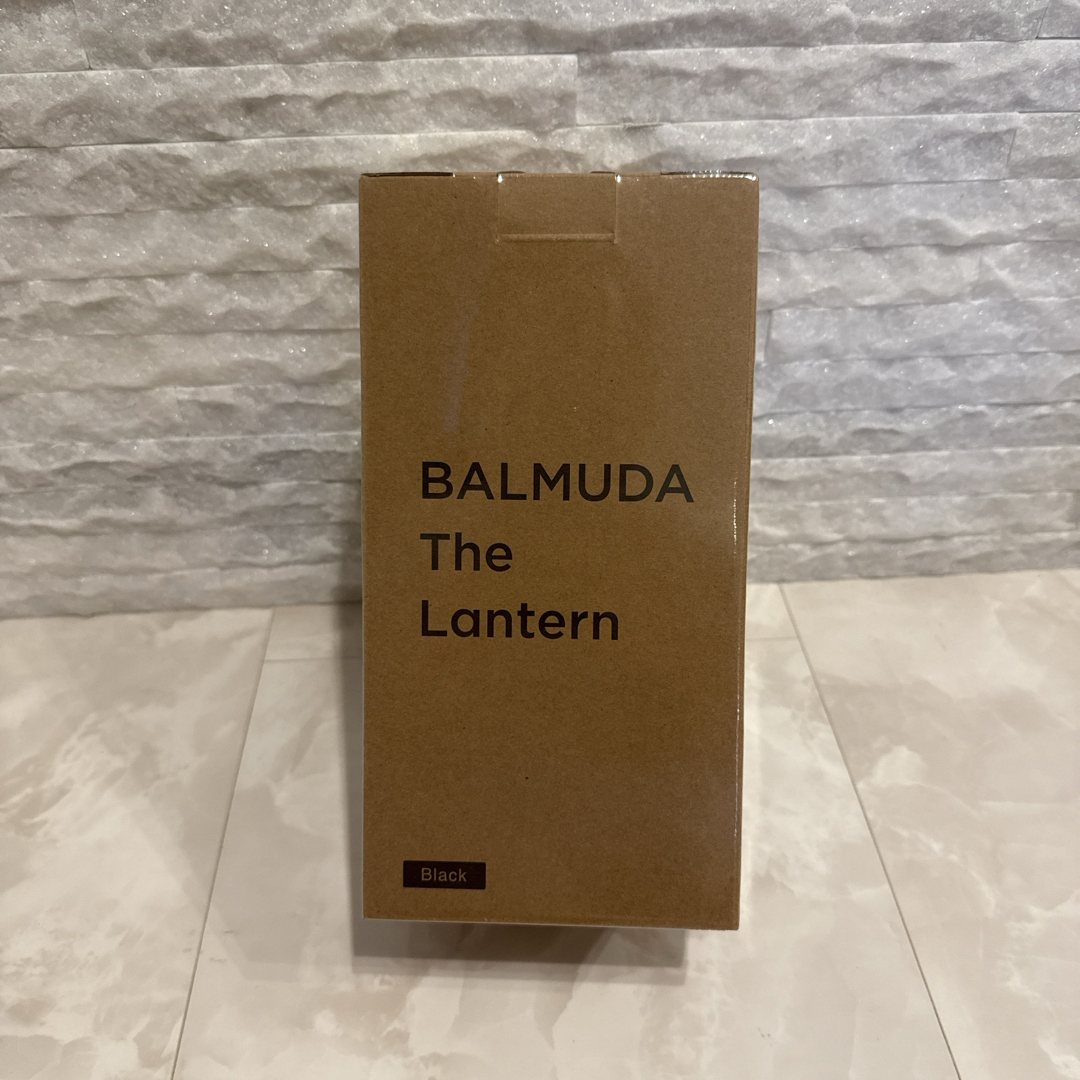 BALMUDA
The
Lantern
Black